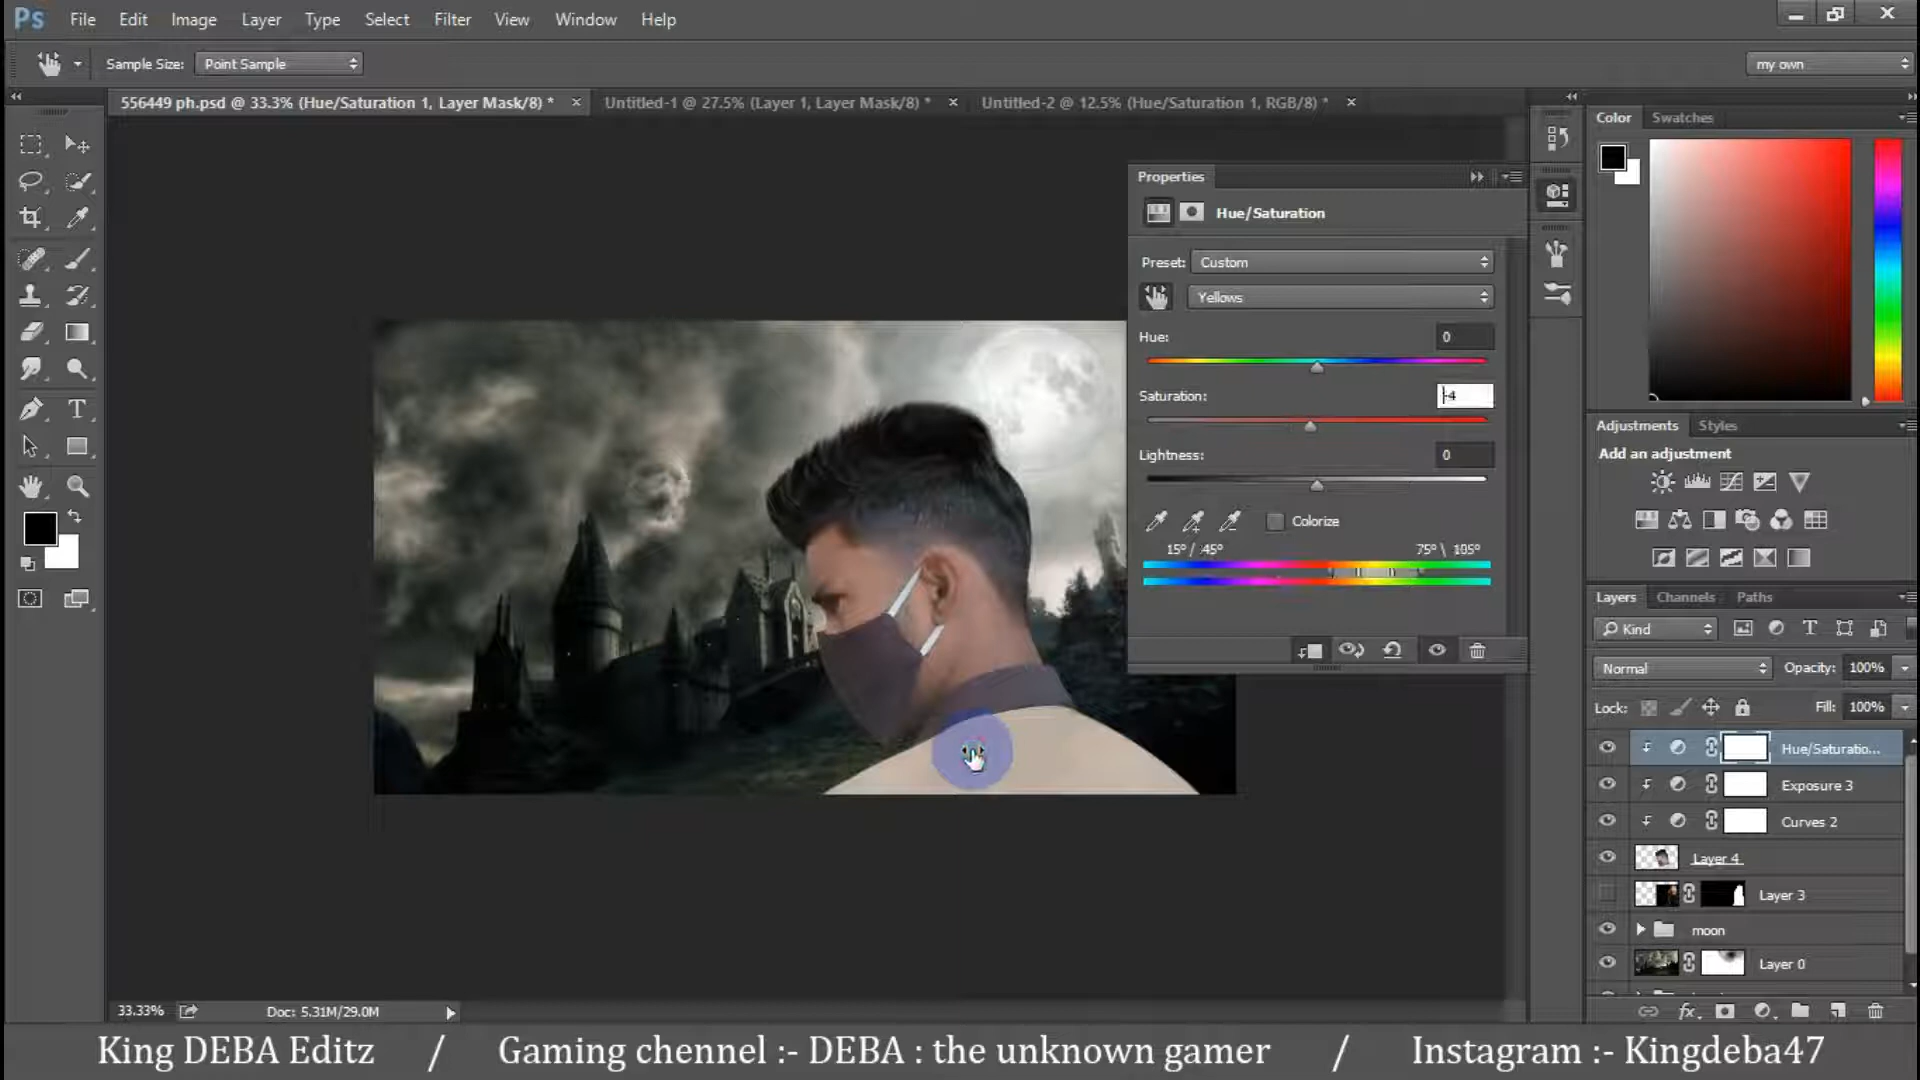 Ps File Edit Image Layer Type Select Filter View Window Help
Sample Size: Point Sample
my own
556449 ph.psd @ 33.3% (Hue/Saturation 1, Layer Mask/8) *
Untitled-1 @ 27.5% (Layer 1, Layer Mask/8) *
Untitled-2 @ 12.5% (Hue/Saturation 1, RGB/8) *
Color Swatches
Properties
Hue/Saturation
Preset: Custom
Yellows
Hue: 0
Saturation: -4
Lightness: 0
Colorize
15° / 45° 75° \ 105°
Adjustments Styles
Add an adjustment
Layers Channels Paths
Kind
Normal Opacity: 100%
Lock: Fill: 100%
Hue/Saturatio...
Exposure 3
Curves 2
Layer 4
Layer 3
moon
Layer 0
33.33% Doc: 5.31M/29.0M
King DEBA Editz / Gaming chennel :- DEBA : the unknown gamer / Instagram :- Kingdeba47